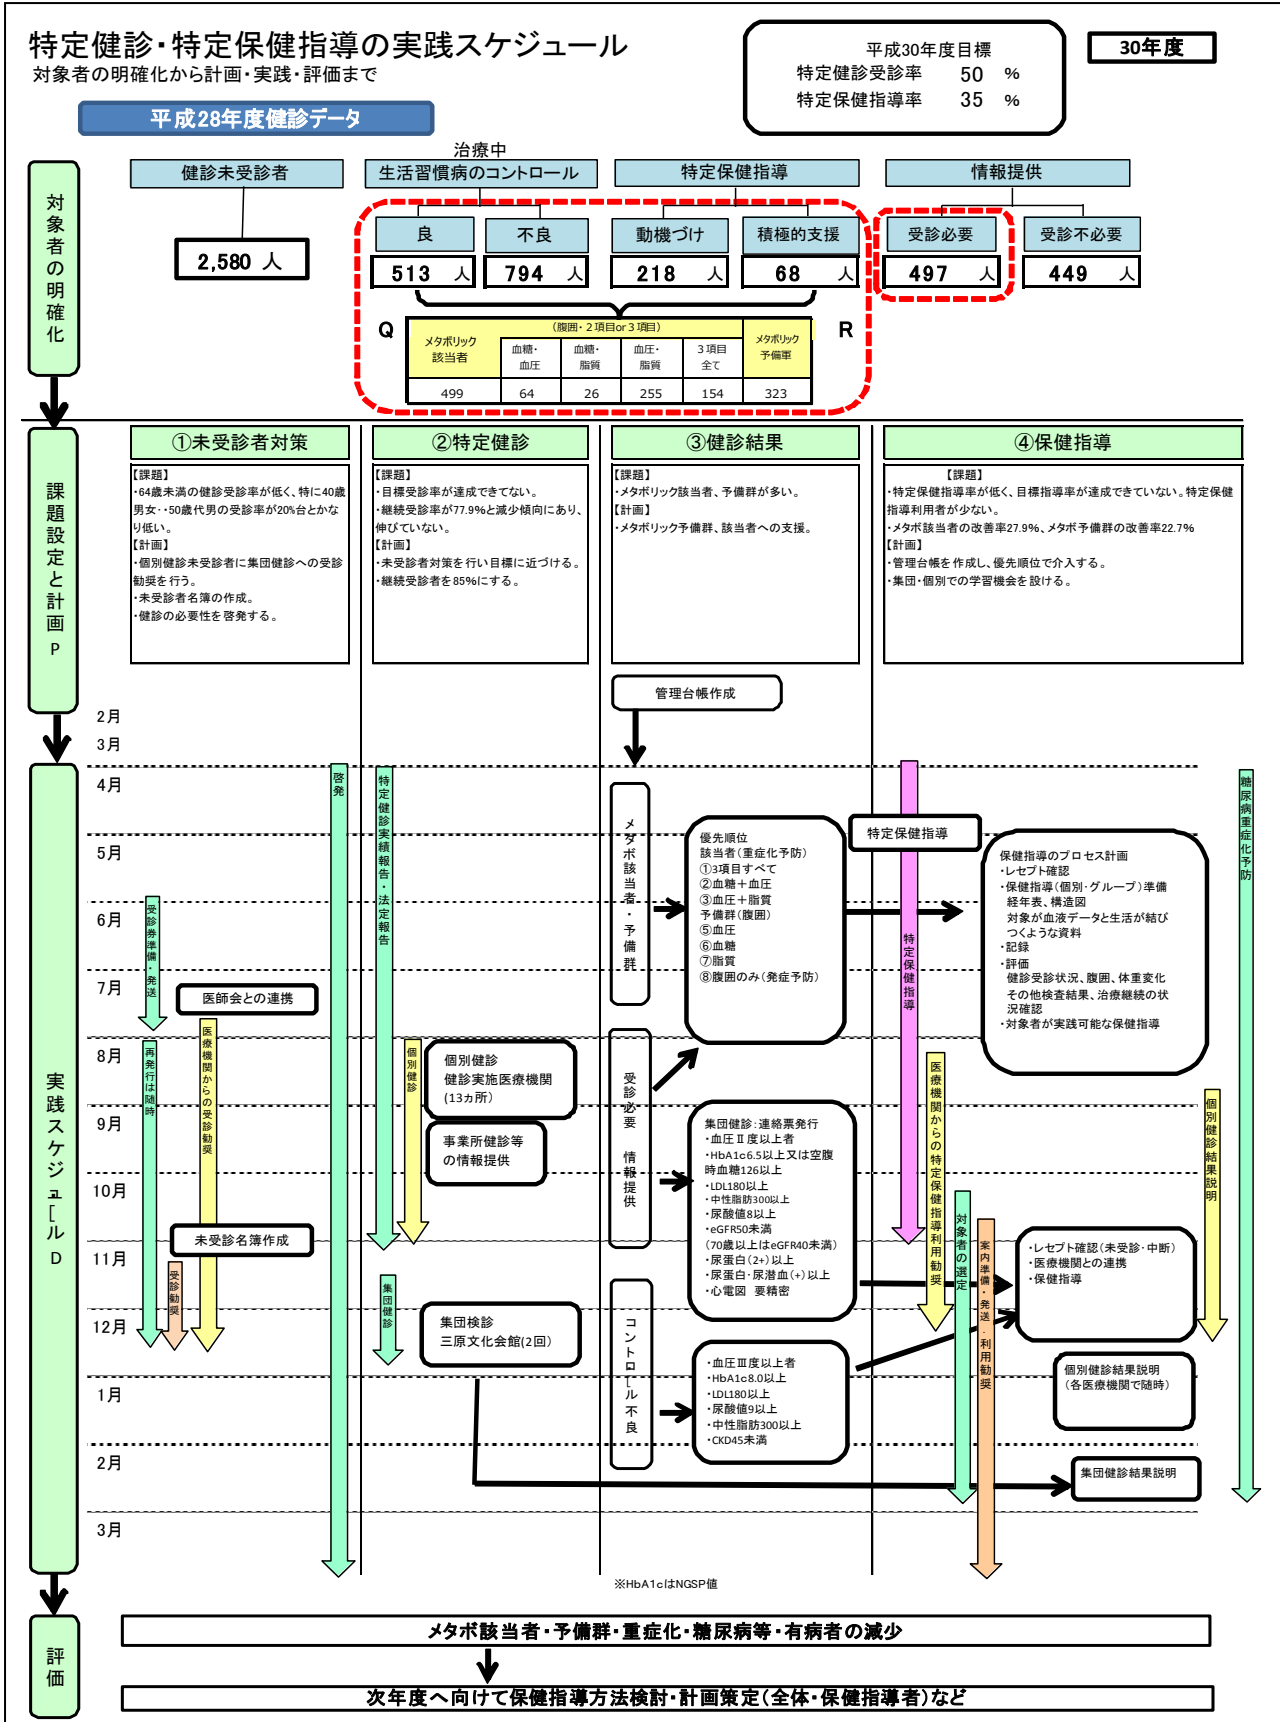 特定健診・特定保健指導の実践スケジュール
対象者の明確化から計画・実践・評価まで
平成30年度目標
特定健診受診率 50 %
特定保健指導率 35 %
30年度
平成28年度健診データ
対象者の明確化
健診未受診者
2,580 人
治療中
生活習慣病のコントロール
特定保健指導
情報提供
良
不良
動機づけ
積極的支援
受診必要
受診不必要
513 人
794 人
218 人
68 人
497 人
449 人
Q
R
メタボリック
該当者
(腹囲・2項目or3項目)
血糖・
血圧
血糖・
脂質
血圧・
脂質
3項目
全て
メタボリック
予備軍
499 64 26 255 154 323
課題設定と計画 P
①未受診者対策
【課題】
・64歳未満の健診受診率が低く、特に40歳
男女・・50歳代男の受診率が20%台とかな
り低い。
【計画】
・個別健診未受診者に集団健診への受診
勧奨を行う。
・未受診者名簿の作成。
・健診の必要性を啓発する。
②特定健診
【課題】
・目標受診率が達成できてない。
・継続受診率が77.9%と減少傾向にあり、
伸びていない。
【計画】
・未受診者対策を行い目標に近づける。
・継続受診者を85%にする。
③健診結果
【課題】
・メタボリック該当者、予備群が多い。
【計画】
・メタボリック予備群、該当者への支援。
④保健指導
【課題】
・特定保健指導率が低く、目標指導率が達成できていない。特定保健
指導利用者が少ない。
・メタボ該当者の改善率27.9%、メタボ予備群の改善率22.7%
【計画】
・管理台帳を作成し、優先順位で介入する。
・集団・個別での学習機会を設ける。
管理台帳作成
実践スケジュール D
2月
3月
4月
5月
6月
7月
8月
9月
10月
11月
12月
1月
2月
3月
受診券準備・発送
再発行は随時
医師会との連携
医療機関からの受診勧奨
未受診名簿作成
受診勧奨
啓発
特定健診実績報告・法定報告
個別健診
個別健診
健診実施医療機関
(13ヵ所)
事業所健診等
の情報提供
集団健診
集団検診
三原文化会館(2回)
メタボ該当者・予備群
優先順位
該当者(重症化予防)
①3項目すべて
②血糖+血圧
③血圧+脂質
予備群(腹囲)
⑤血圧
⑥血糖
⑦脂質
⑧腹囲のみ(発症予防)
受診必要 情報提供
集団健診:連絡票発行
・血圧Ⅱ度以上者
・HbA1c6.5以上又は空腹
時血糖126以上
・LDL180以上
・中性脂肪300以上
・尿酸値8以上
・eGFR50未満
(70歳以上はeGFR40未満)
・尿蛋白(2+)以上
・尿蛋白・尿潜血(+)以上
・心電図 要精密
コントロール不良
・血圧Ⅲ度以上者
・HbA1c8.0以上
・LDL180以上
・尿酸値9以上
・中性脂肪300以上
・CKD45未満
特定保健指導
特定保健指導
保健指導のプロセス計画
・レセプト確認
・保健指導(個別・グループ)準備
経年表、構造図
対象が血液データと生活が結び
つくような資料
・記録
・評価
健診受診状況、腹囲、体重変化
その他検査結果、治療継続の状
況確認
・対象者が実践可能な保健指導
医療機関からの特定保健指導利用勧奨
対象者の選定
案内準備・発送・利用勧奨
・レセプト確認(未受診・中断)
・医療機関との連携
・保健指導
個別健診結果説明
個別健診結果説明
(各医療機関で随時)
集団健診結果説明
糖尿病重症化予防
※HbA1cはNGSP値
評価
メタボ該当者・予備群・重症化・糖尿病等・有病者の減少
次年度へ向けて保健指導方法検討・計画策定(全体・保健指導者)など